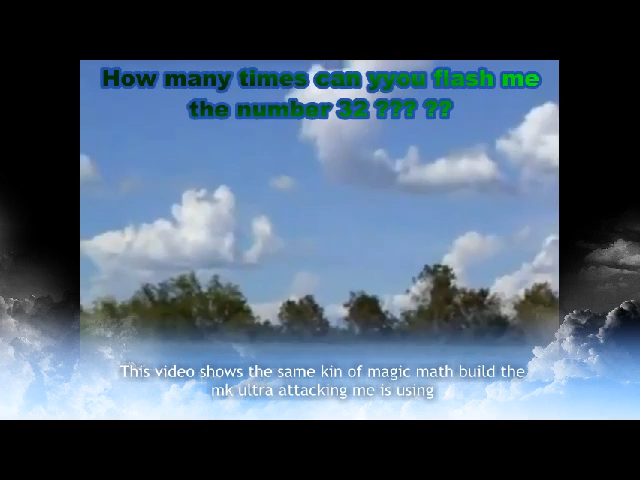 How many times can yyou flash me
the number 32 ??? ??
This video shows the same kin of magic math build the
mk ultra attacking me is using